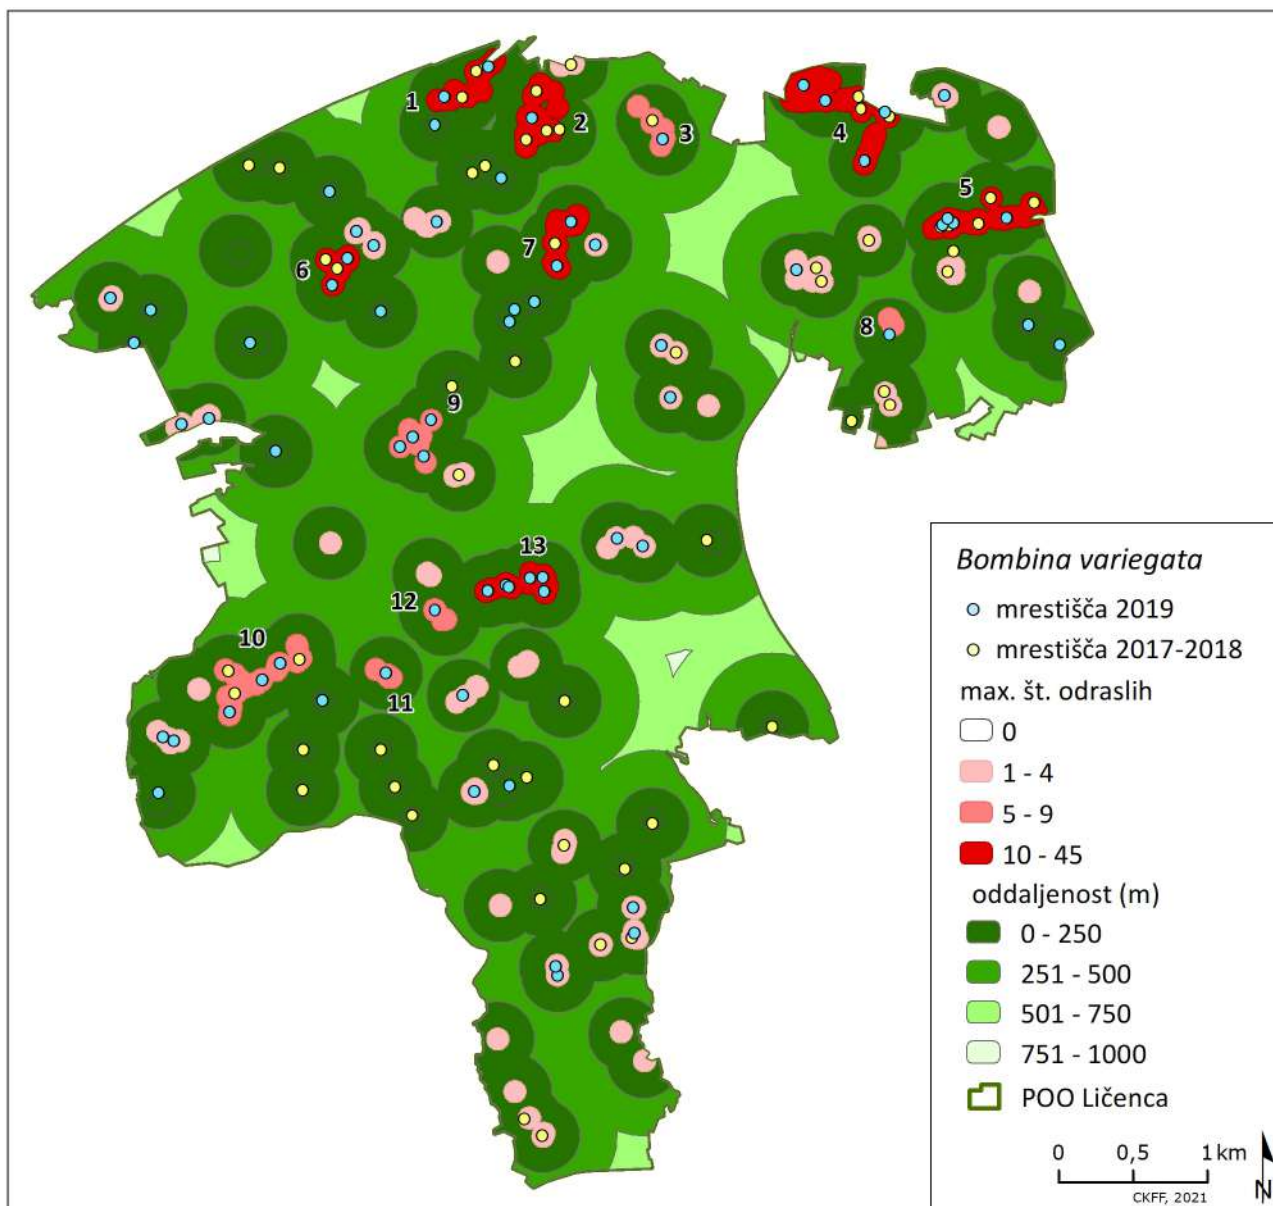 1
2
3
4
5
6
7
8
9
10
11
12
13
Bombina variegata
mrestišča 2019
mrestišča 2017-2018
max. št. odraslih
0
1 - 4
5 - 9
10 - 45
oddaljenost (m)
0 - 250
251 - 500
501 - 750
751 - 1000
POO Ličenca
0 0,5 1 km
CKFF, 2021
N